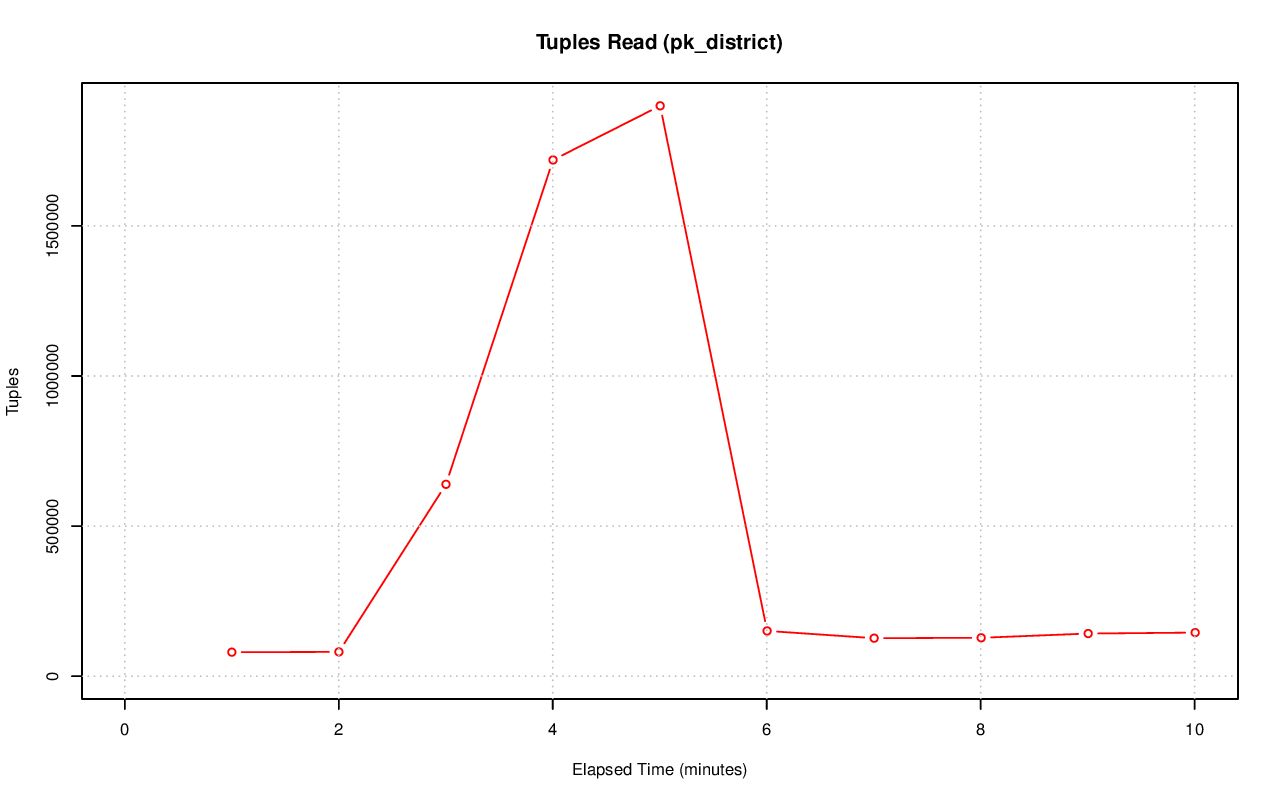 Tuples Read (pk_district)
1500000
1000000
500000
0
Tuples
0 2 4 6 8 10
Elapsed Time (minutes)